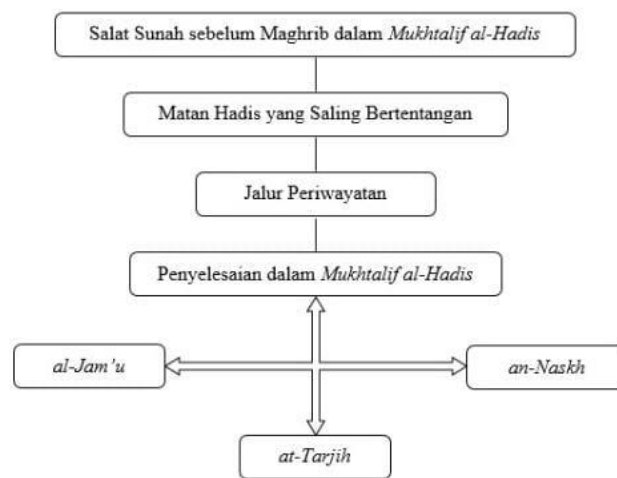 Salat Sunah sebelum Maghrib dalam Mukhtalif al-Hadis
Matan Hadis yang Saling Bertentangan
Jalur Periwayatan
Penyelesaian dalam Mukhtalif al-Hadis
al-Jam'u
an-Naskh
at-Tarjih